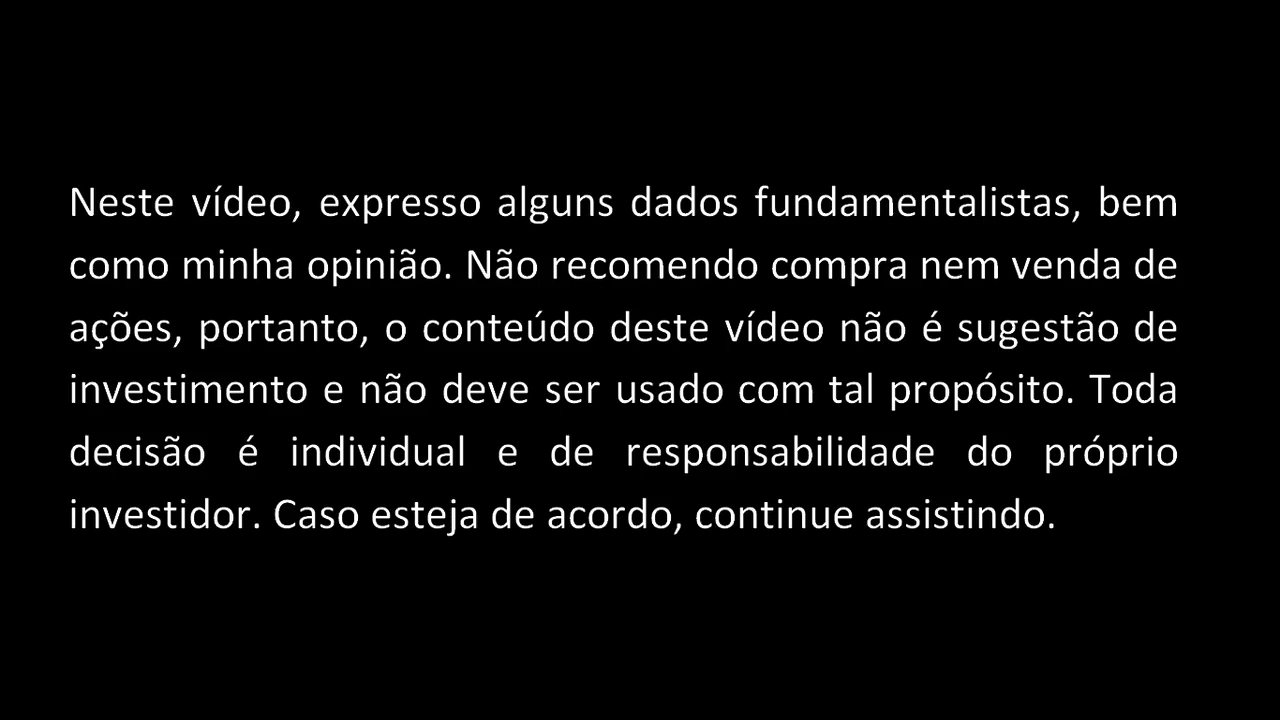 Neste vídeo, expresso alguns dados fundamentalistas, bem
como minha opinião. Não recomendo compra nem venda de
ações, portanto, o conteúdo deste vídeo não é sugestão de
investimento e não deve ser usado com tal propósito. Toda
decisão é individual e de responsabilidade do próprio
investidor. Caso esteja de acordo, continue assistindo.